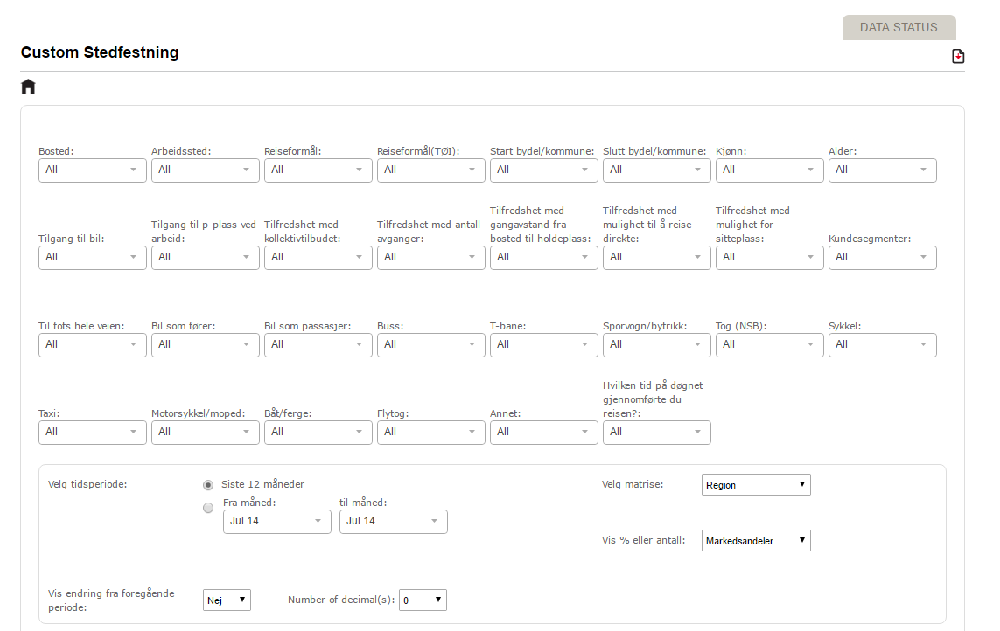 DATA STATUS
Custom Stedfestning
Bosted: Arbeidssted: Reiseformål: Reiseformål(TØI): Start bydel/kommune: Slutt bydel/kommune: Kjønn: Alder:
All All All All All All All All
Tilfredshet med Tilfredshet med Tilfredshet med
Tilgang til p-plass ved Tilfredshet med Tilfredshet med antall gangavstand fra mulighet til å reise mulighet for
Tilgang til bil: arbeid: kollektivtilbudet: avganger: bosted til holdeplass: direkte: sitteplass: Kundesegmenter:
All All All All All All All All
Til fots hele veien: Bil som fører: Bil som passasjer: Buss: T-bane: Sporvogn/bytrikk: Tog (NSB): Sykkel:
All All All All All All All All
Hvilken tid på døgnet
gjennomførte du
Taxi: Motorsykkel/moped: Båt/ferge: Flytog: Annet: reisen?:
All All All All All All
Velg tidsperiode: Siste 12 måneder Velg matrise: Region
Fra måned: til måned:
Jul 14 Jul 14
Vis % eller antall: Markedsandeler
Vis endring fra foregående
periode: Nej Number of decimal(s): 0